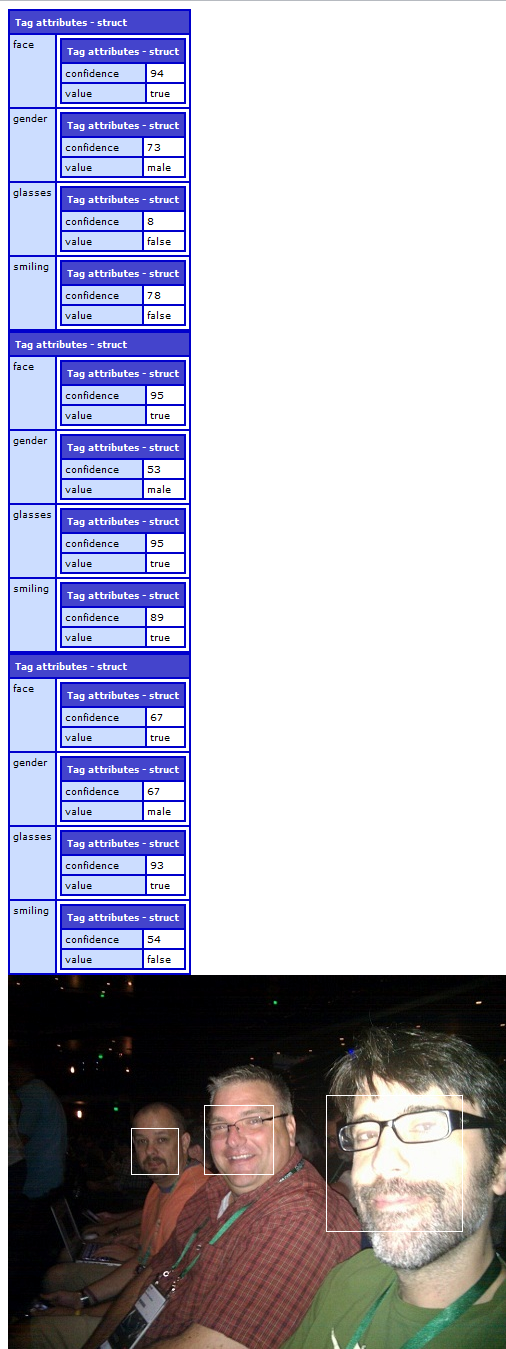 Tag attributes - struct
face
Tag attributes - struct
confidence 94
value true
gender
Tag attributes - struct
confidence 73
value male
glasses
Tag attributes - struct
confidence 8
value false
smiling
Tag attributes - struct
confidence 78
value false
Tag attributes - struct
face
Tag attributes - struct
confidence 95
value true
gender
Tag attributes - struct
confidence 53
value male
glasses
Tag attributes - struct
confidence 95
value true
smiling
Tag attributes - struct
confidence 89
value true
Tag attributes - struct
face
Tag attributes - struct
confidence 67
value true
gender
Tag attributes - struct
confidence 67
value male
glasses
Tag attributes - struct
confidence 93
value true
smiling
Tag attributes - struct
confidence 54
value false